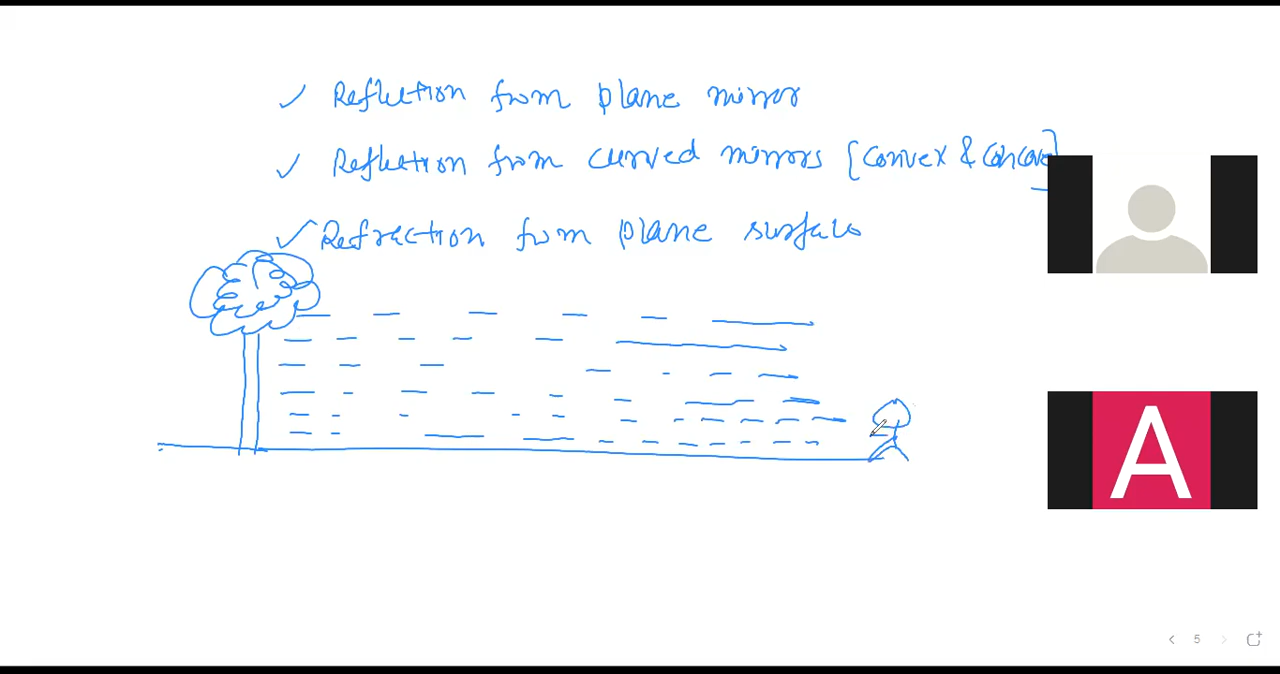 ✓ Reflection from plane mirror
✓ Reflection from curved mirrors [Convex & Concave]
✓ Refraction from plane surface
A
< 5 >